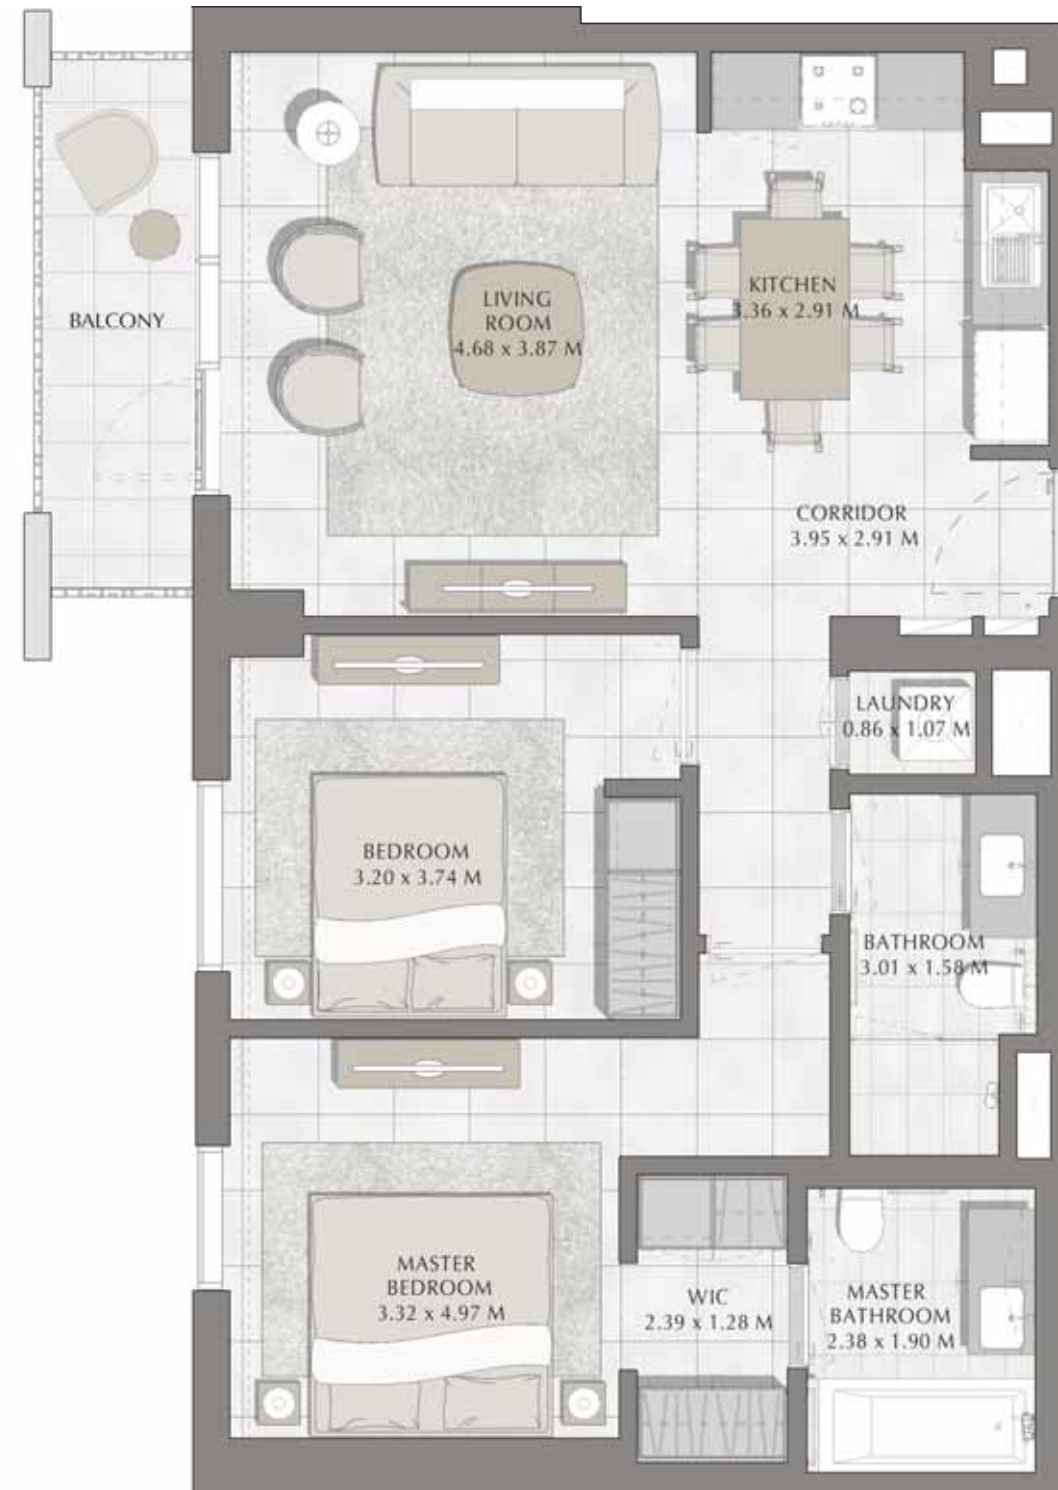 BALCONY
LIVING
ROOM
4.68 x 3.87 M
KITCHEN
3.36 x 2.91 M
CORRIDOR
3.95 x 2.91 M
LAUNDRY
0.86 x 1.07 M
BEDROOM
3.20 x 3.74 M
BATHROOM
3.01 x 1.58 M
MASTER
BEDROOM
3.32 x 4.97 M
WIC
2.39 x 1.28 M
MASTER
BATHROOM
2.38 x 1.90 M